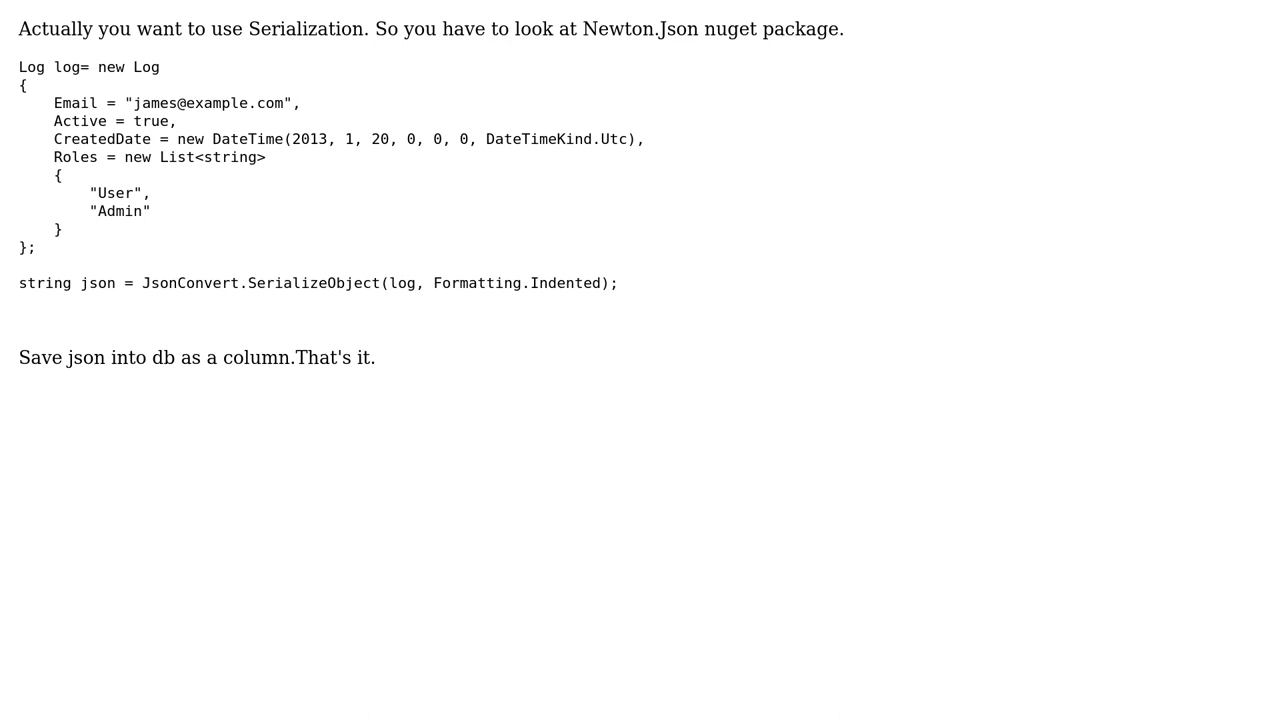 Actually you want to use Serialization. So you have to look at Newton.Json nuget package.
Log log= new Log
{
    Email = "james@example.com",
    Active = true,
    CreatedDate = new DateTime(2013, 1, 20, 0, 0, 0, DateTimeKind.Utc),
    Roles = new List<string>
    {
        "User",
        "Admin"
    }
};
string json = JsonConvert.SerializeObject(log, Formatting.Indented);
Save json into db as a column.That's it.